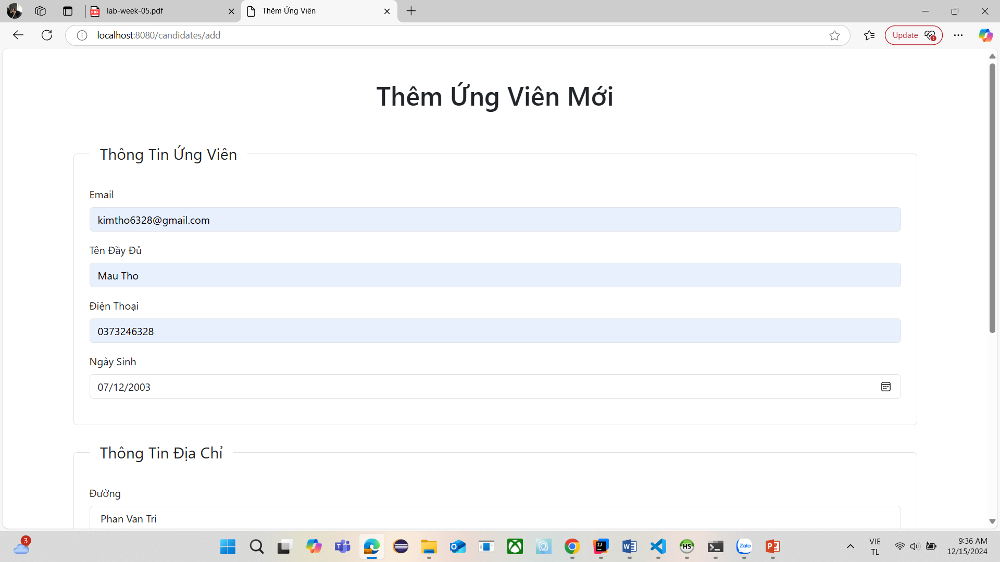 lab-week-05.pdf
Thêm Ứng Viên
localhost:8080/candidates/add
Update
Thêm Ứng Viên Mới
Thông Tin Ứng Viên
Email
kimtho6328@gmail.com
Tên Đầy Đủ
Mau Tho
Điện Thoại
0373246328
Ngày Sinh
07/12/2003
Thông Tin Địa Chỉ
Đường
Phan Van Tri
3
VIE
TL
9:36 AM
12/15/2024